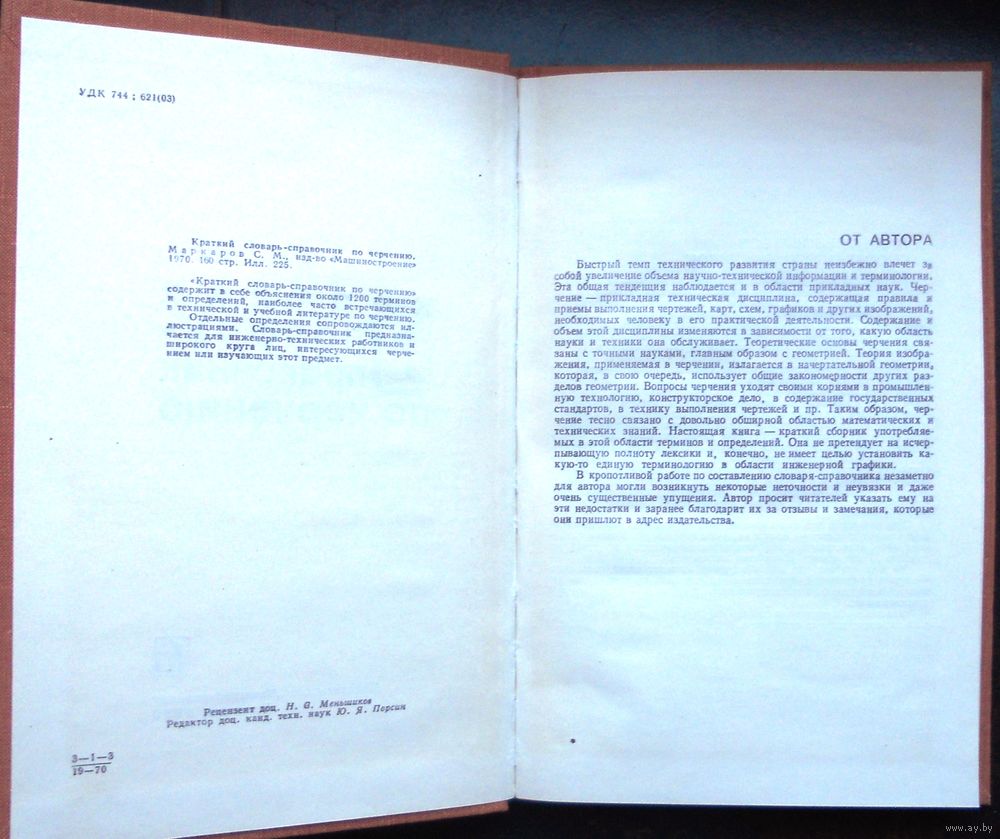 УДК 744 : 621(03)
Краткий словарь-справочник по черчению.
Маркаров С. М., изд-во «Машиностроение»
1970. 160 стр. Илл. 225.
«Краткий словарь-справочник по черчению»
содержит в себе объяснения около 1200 терминов
и определений, наиболее часто встречающихся
в технической и учебной литературе по черчению.
Отдельные определения сопровождаются ил-
люстрациями. Словарь-справочник предназна-
чается для инженерно-технических работников и
широкого круга лиц, интересующихся черче-
нием или изучающих этот предмет.
Рецензент доц. Н. С. Меньшиков
Редактор доц. канд. техн. наук Ю. Я. Персин
3—1—3
19—70
ОТ АВТОРА
Быстрый темп технического развития страны неизбежно влечет за
собой увеличение объема научно-технической информации и терминологии.
Эта общая тенденция наблюдается и в области прикладных наук. Чер-
чение — прикладная техническая дисциплина, содержащая правила и
приемы выполнения чертежей, карт, схем, графиков и других изображений,
необходимых человеку в его практической деятельности. Содержание и
объем этой дисциплины изменяются в зависимости от того, какую область
науки и техники она обслуживает. Теоретические основы черчения свя-
заны с точными науками, главным образом с геометрией. Теория изобра-
жения, применяемая в черчении, излагается в начертательной геометрии,
которая, в свою очередь, использует общие закономерности других раз-
делов геометрии. Вопросы черчения уходят своими корнями в промышлен-
ную технологию, конструкторское дело, в содержание государственных
стандартов, в технику выполнения чертежей и пр. Таким образом, чер-
чение тесно связано с довольно обширной областью математических и
технических знаний. Настоящая книга — краткий сборник употребляе-
мых в этой области терминов и определений. Она не претендует на исчер-
пывающую полноту лексики и, конечно, не имеет целью установить ка-
кую-то единую терминологию в области инженерной графики.
В кропотливой работе по составлению словаря-справочника незаметно
для автора могли возникнуть некоторые неточности и неувязки и даже
очень существенные упущения. Автор просит читателей указать ему на
эти недостатки и заранее благодарит их за отзывы и замечания, которые
они пришлют в адрес издательства.
www.ay.by